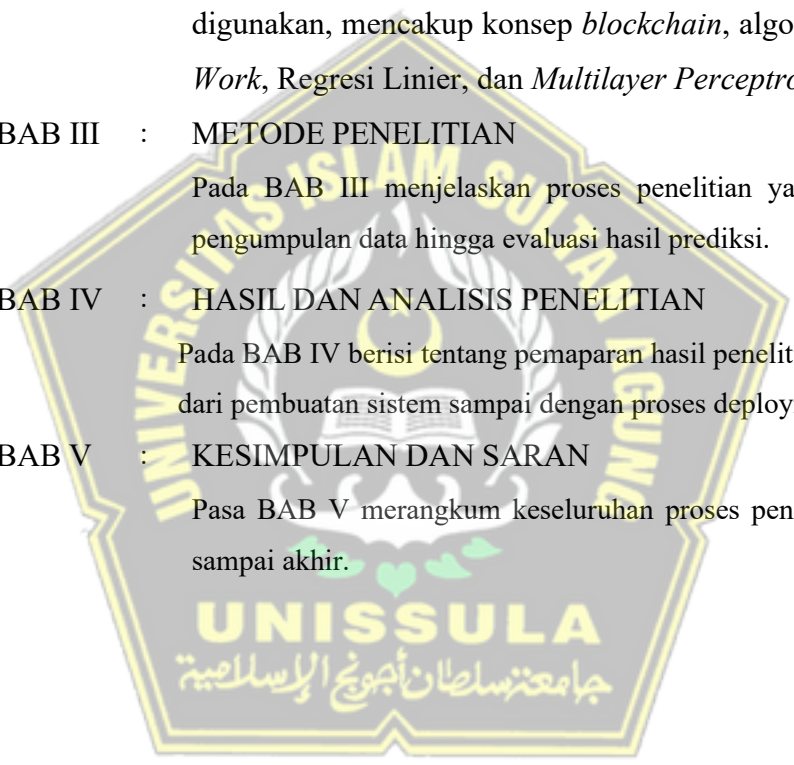 digunakan, mencakup konsep blockchain, algo
Work, Regresi Linier, dan Multilayer Perceptro
BAB III : METODE PENELITIAN
Pada BAB III menjelaskan proses penelitian ya
pengumpulan data hingga evaluasi hasil prediksi.
BAB IV : HASIL DAN ANALISIS PENELITIAN
Pada BAB IV berisi tentang pemaparan hasil penelit
dari pembuatan sistem sampai dengan proses deploy
BAB V : KESIMPULAN DAN SARAN
Pasa BAB V merangkum keseluruhan proses pen
sampai akhir.
UNIVERSITAS ISLAM SULTAN AGUNG
UNISSULA
جامعة سلطان أجونج الإسلامية